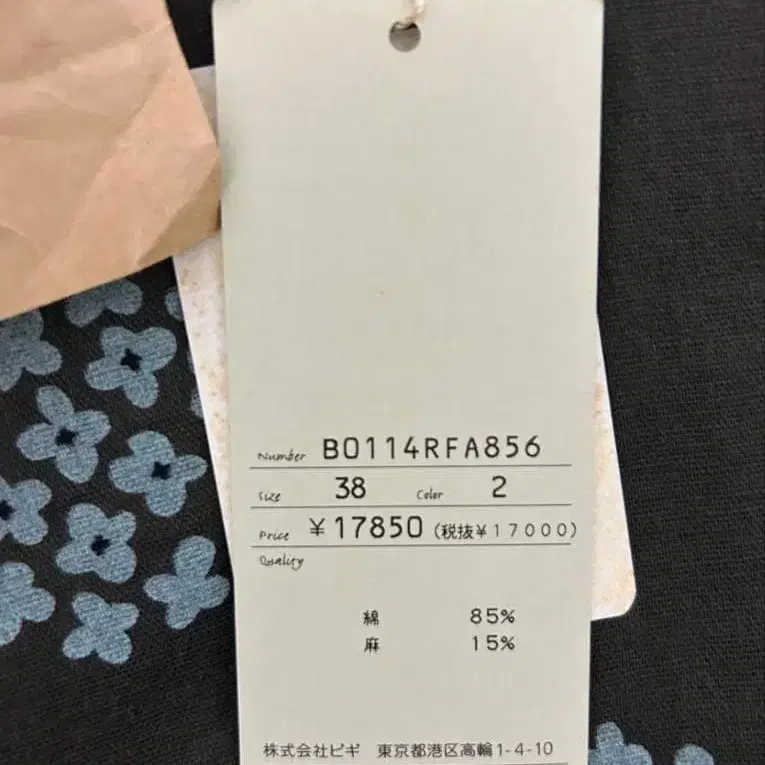 Number B0114RFA856
Size 38 Color 2
Price ￥17850 (税抜￥17000)
Quality
綿 85%
麻 15%
株式会社ビギ 東京都港区高輪1-4-10